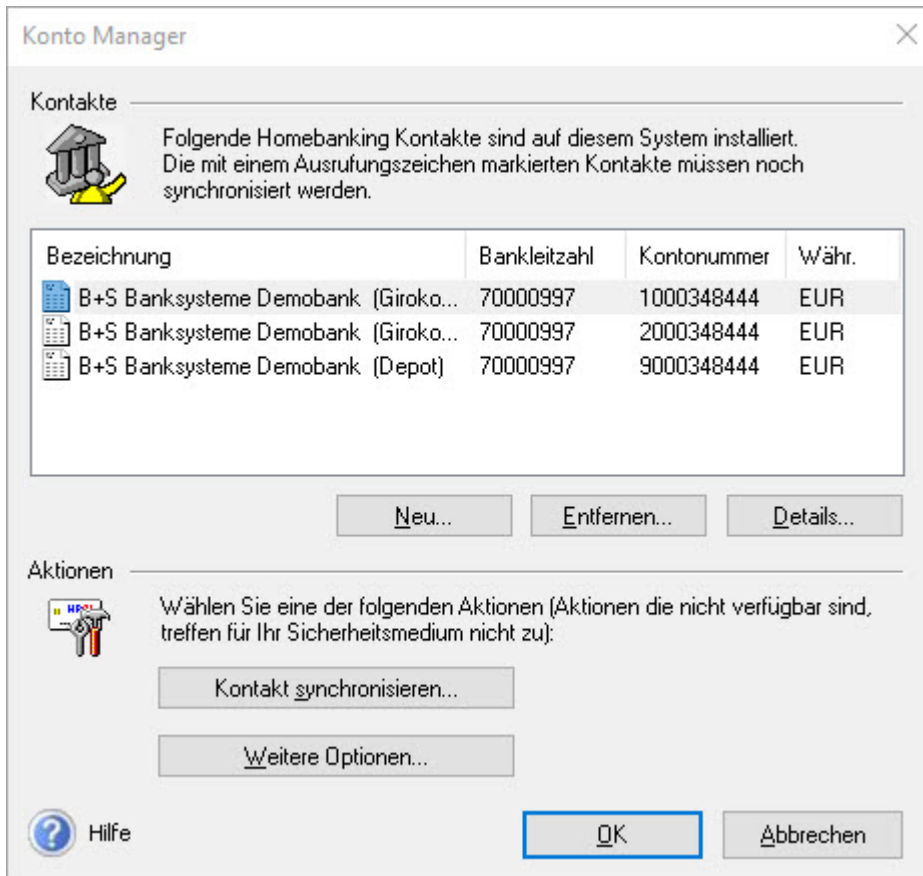 Konto Manager
Kontakte
Folgende Homebanking Kontakte sind auf diesem System installiert.
Die mit einem Ausrufungszeichen markierten Kontakte müssen noch
synchronisiert werden.
Bezeichnung Bankleitzahl Kontonummer Währ.
B+S Banksysteme Demobank (Giroko... 70000997 1000348444 EUR
B+S Banksysteme Demobank (Giroko... 70000997 2000348444 EUR
B+S Banksysteme Demobank (Depot) 70000997 9000348444 EUR
Neu... Entfernen... Details...
Aktionen
Wählen Sie eine der folgenden Aktionen (Aktionen die nicht verfügbar sind,
treffen für Ihr Sicherheitsmedium nicht zu):
Kontakt synchronisieren...
Weitere Optionen...
Hilfe OK Abbrechen